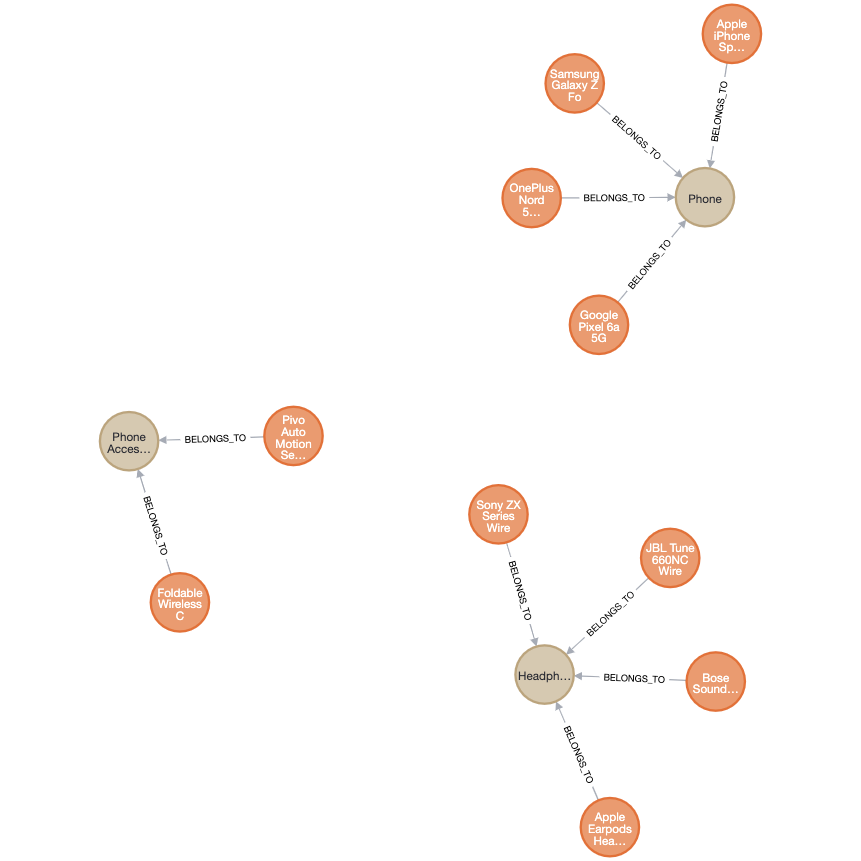 Apple
iPhone
Sp...
BELONGS_TO
Samsung
Galaxy Z
Fo
BELONGS_TO
OnePlus
Nord
5...
BELONGS_TO
Phone
Google
Pixel 6a
5G
BELONGS_TO
Phone
Acces...
BELONGS_TO
Pivo
Auto
Motion
Se...
BELONGS_TO
Foldable
Wireless
C
Sony ZX
Series
Wire
BELONGS_TO
JBL Tune
660NC
Wire
BELONGS_TO
Headph...
BELONGS_TO
Bose
Sound...
BELONGS_TO
Apple
Earpods
Hea...